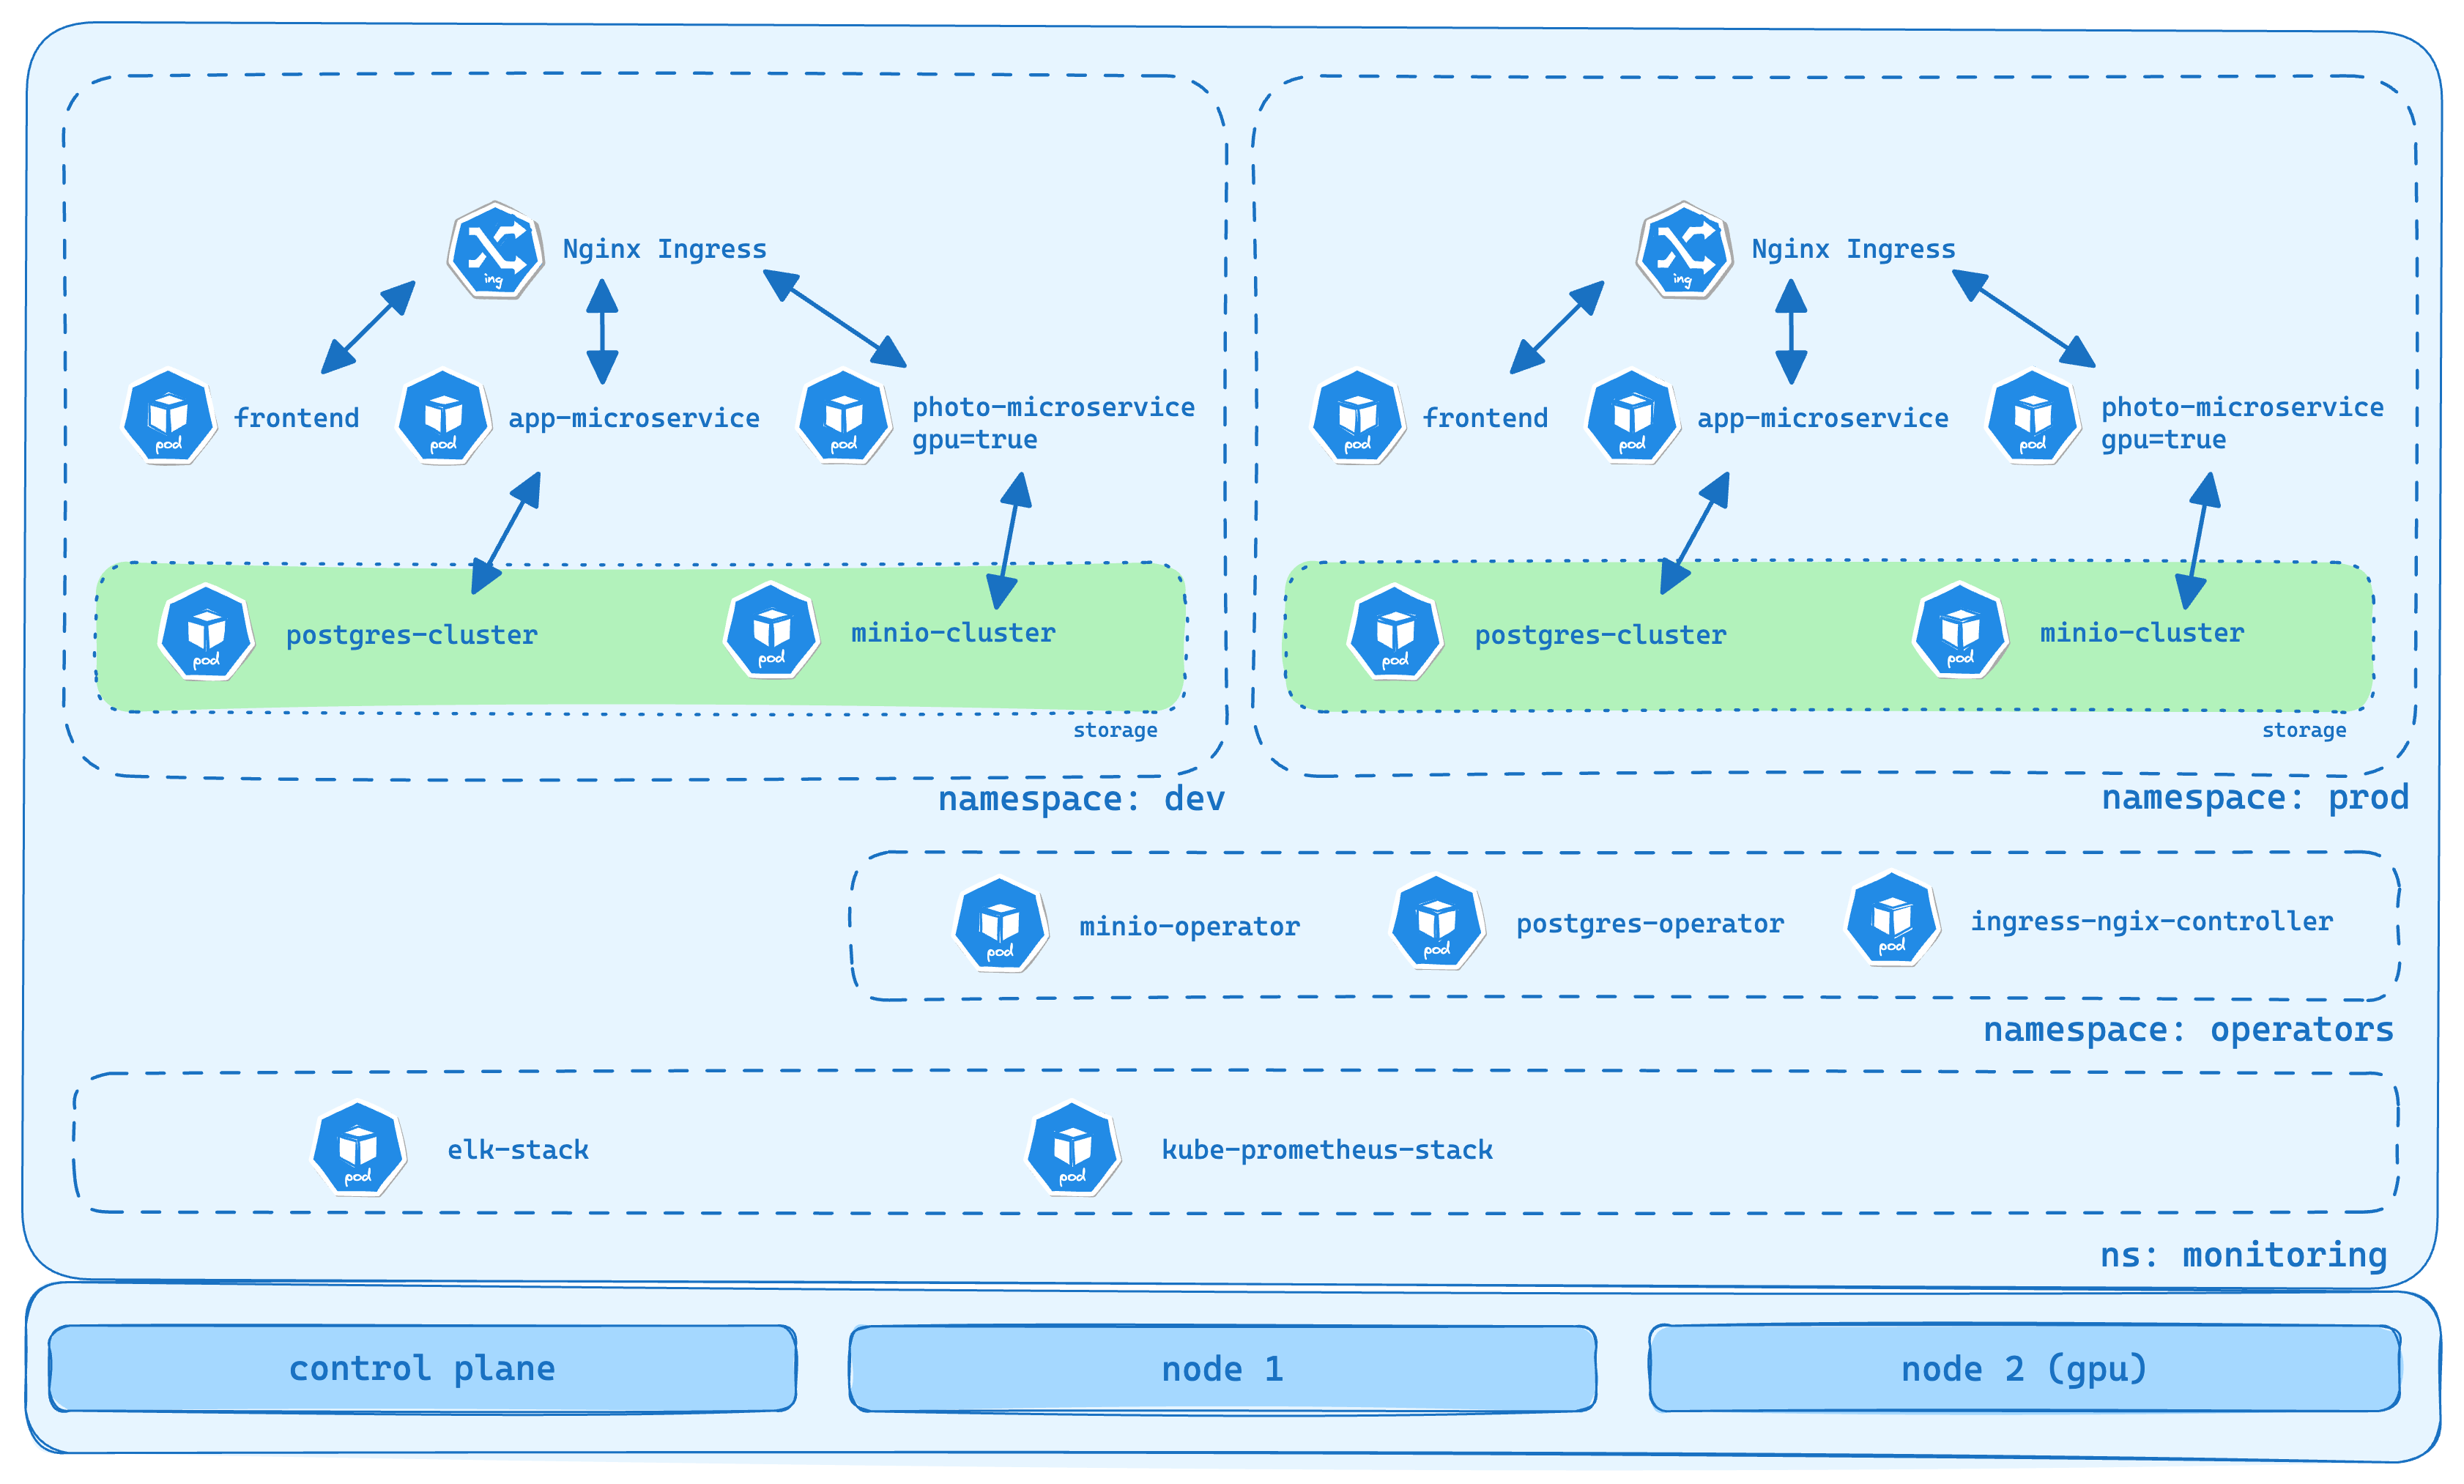 Nginx Ingress
ing
frontend
pod
app-microservice
pod
photo-microservice
gpu=true
pod
postgres-cluster
pod
minio-cluster
pod
storage
namespace: dev
Nginx Ingress
ing
frontend
pod
app-microservice
pod
photo-microservice
gpu=true
pod
postgres-cluster
pod
minio-cluster
pod
storage
namespace: prod
minio-operator
pod
postgres-operator
pod
ingress-ngix-controller
pod
namespace: operators
elk-stack
pod
kube-prometheus-stack
pod
ns: monitoring
control plane
node 1
node 2 (gpu)